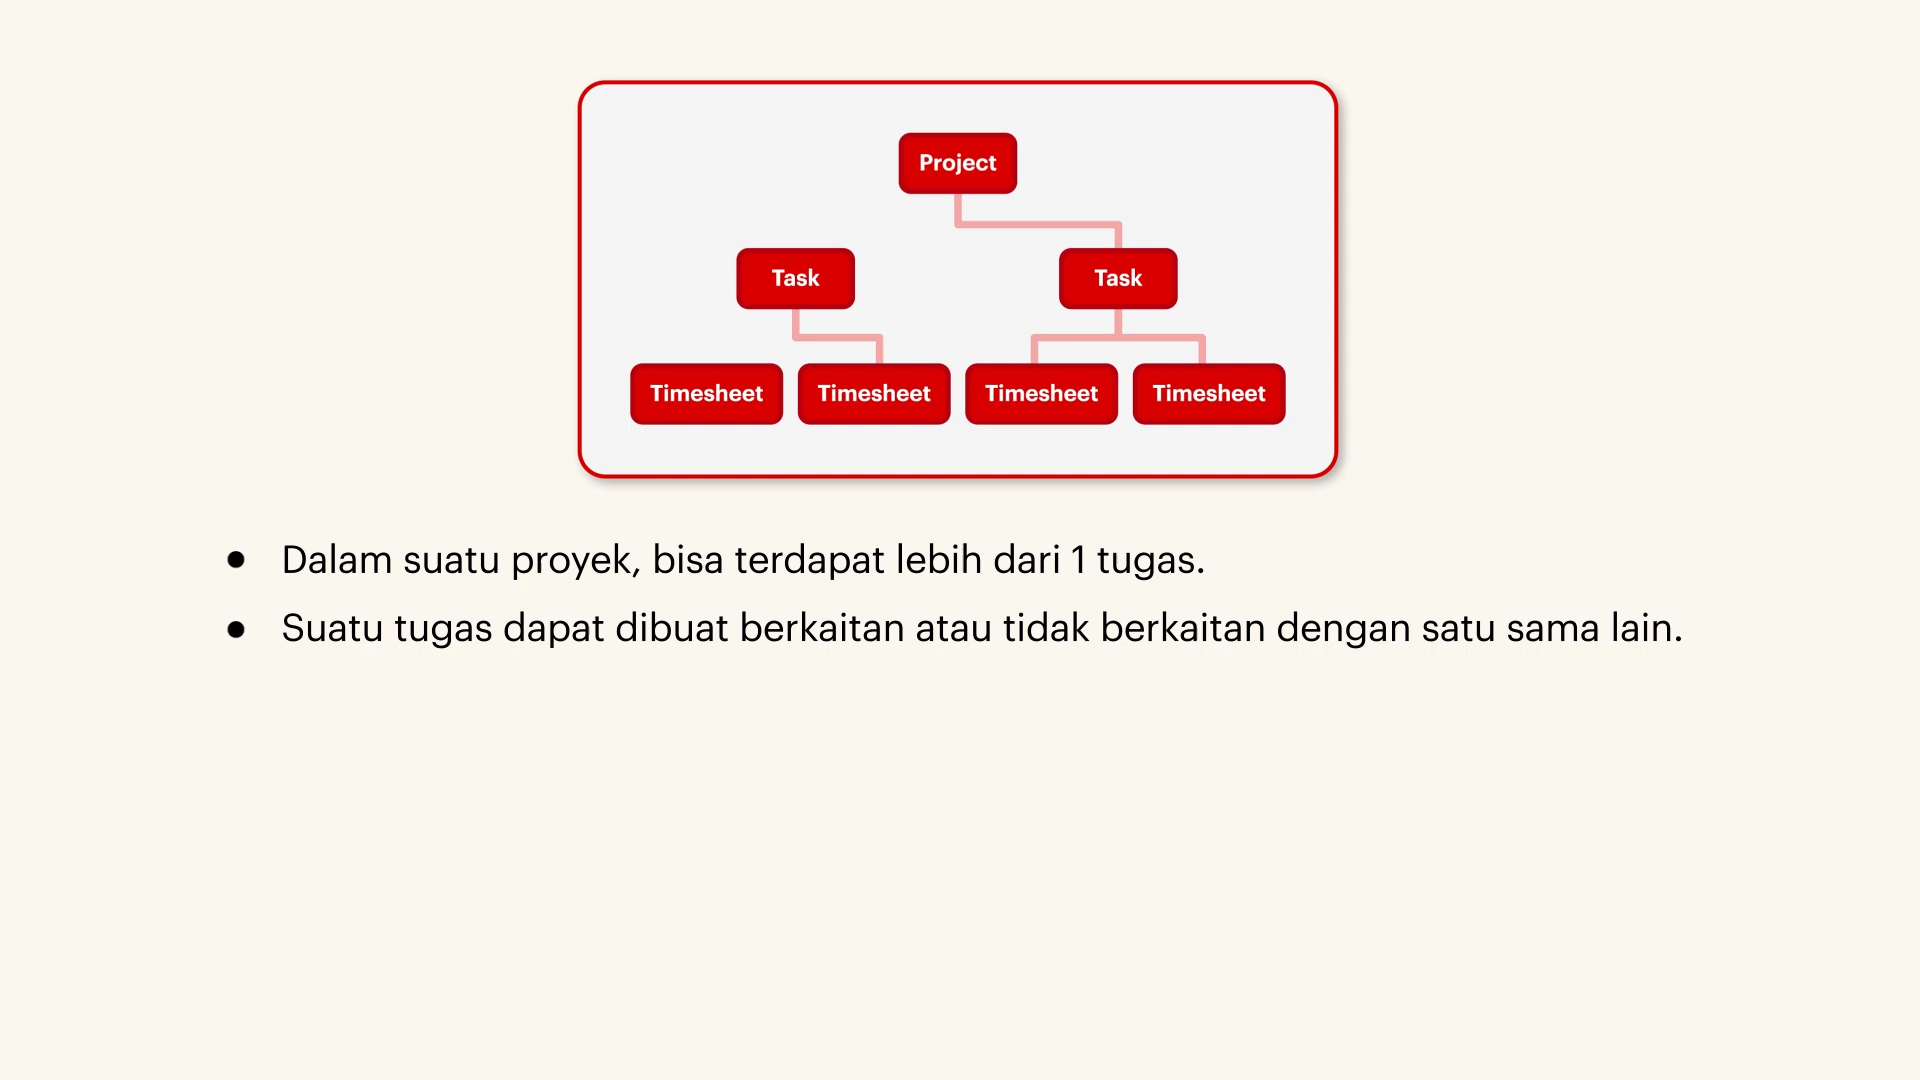 Project
Task Task
Timesheet Timesheet Timesheet Timesheet
● Dalam suatu proyek, bisa terdapat lebih dari 1 tugas.
● Suatu tugas dapat dibuat berkaitan atau tidak berkaitan dengan satu sama lain.